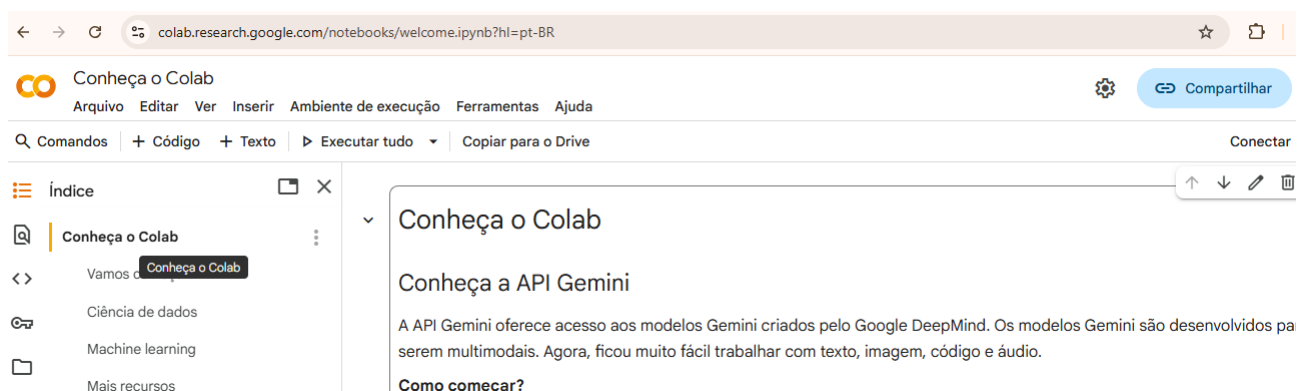 colab.research.google.com/notebooks/welcome.ipynb?hl=pt-BR
CO
Conheça o Colab
Arquivo Editar Ver Inserir Ambiente de execução Ferramentas Ajuda
Compartilhar
Comandos + Código + Texto Executar tudo Copiar para o Drive
Conectar
Índice
Conheça o Colab
Conheça o Colab
Vamos
Ciência de dados
Machine learning
Mais recursos
Conheça o Colab
Conheça a API Gemini
A API Gemini oferece acesso aos modelos Gemini criados pelo Google DeepMind. Os modelos Gemini são desenvolvidos
serem multimodais. Agora, ficou muito fácil trabalhar com texto, imagem, código e áudio.
Como começar?